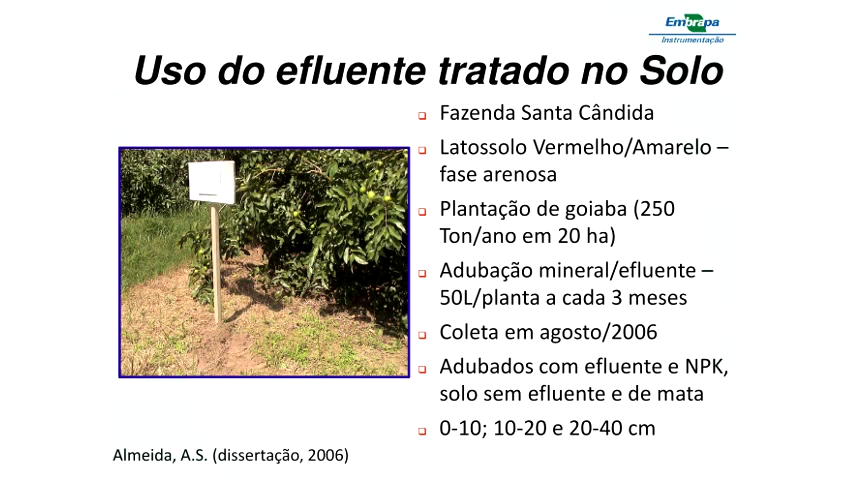 Embrapa
Instrumentação
Uso do efluente tratado no Solo
Fazenda Santa Cândida
Latossolo Vermelho/Amarelo –
fase arenosa
Plantação de goiaba (250
Ton/ano em 20 ha)
Adubação mineral/efluente –
50L/planta a cada 3 meses
Coleta em agosto/2006
Adubados com efluente e NPK,
solo sem efluente e de mata
0-10; 10-20 e 20-40 cm
Almeida, A.S. (dissertação, 2006)